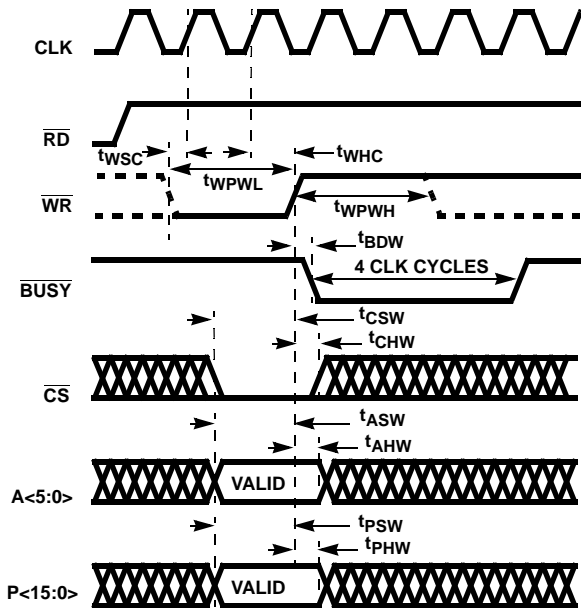 CLK
RD
tWSC
tWHC
tWPWL
WR
tWPWH
tBDW
BUSY
4 CLK CYCLES
tCSW
tCHW
CS
tASW
tAHW
A<5:0>
VALID
tPSW
tPHW
P<15:0>
VALID